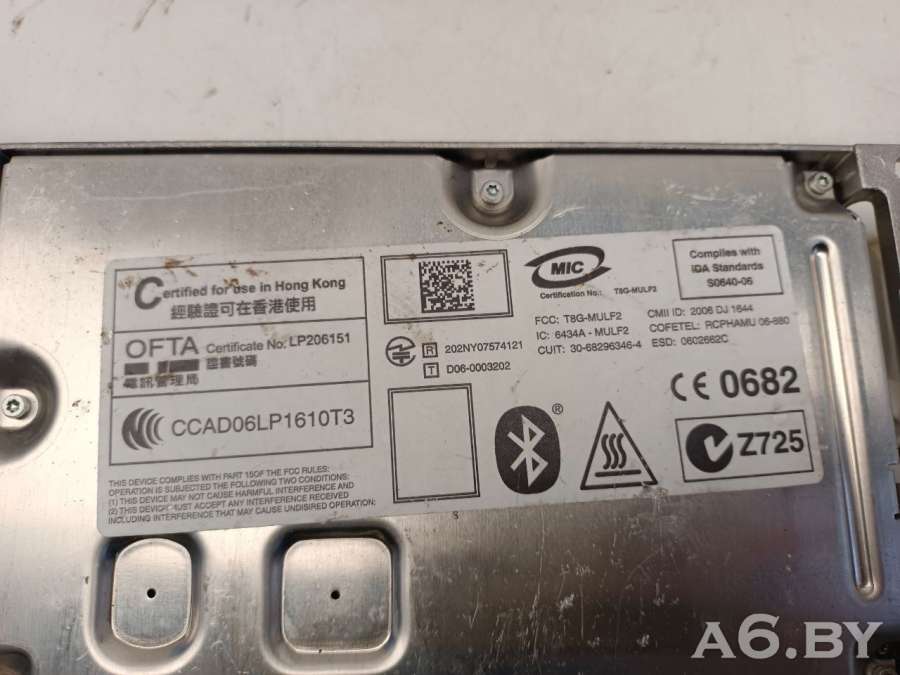 Certified for use in Hong Kong
經驗證可在香港使用
OFTA Certificate No. LP206151
證書號碼
電訊管理局
CCAD06LP1610T3
THIS DEVICE COMPLIES WITH PART 15OF THE FCC RULES:
OPERATION IS SUBJECTED THE FOLLOWING TWO CONDITIONS:
(1) THIS DEVICE MAY NOT CAUSE HARMFUL INTERFERENCE AND
(2) THIS DEVICE MUST ACCEPT ANY INTERFERENCE RECEIVED
INCLUDING INTERFERENCE THAT MAY CAUSE UNDISIRED OPERATION:
R 202NY07574121
T D06-0003202
MIC
Certification No.: T8G-MULF2
FCC: T8G-MULF2
IC: 6434A - MULF2
CUIT: 30-68296346-4
Complies with
IDA Standards
S0640-06
CMII ID: 2006 DJ 1644
COFETEL: RCPHAMU 06-880
ESD: 0602662C
CE 0682
®
Z725
A6.BY